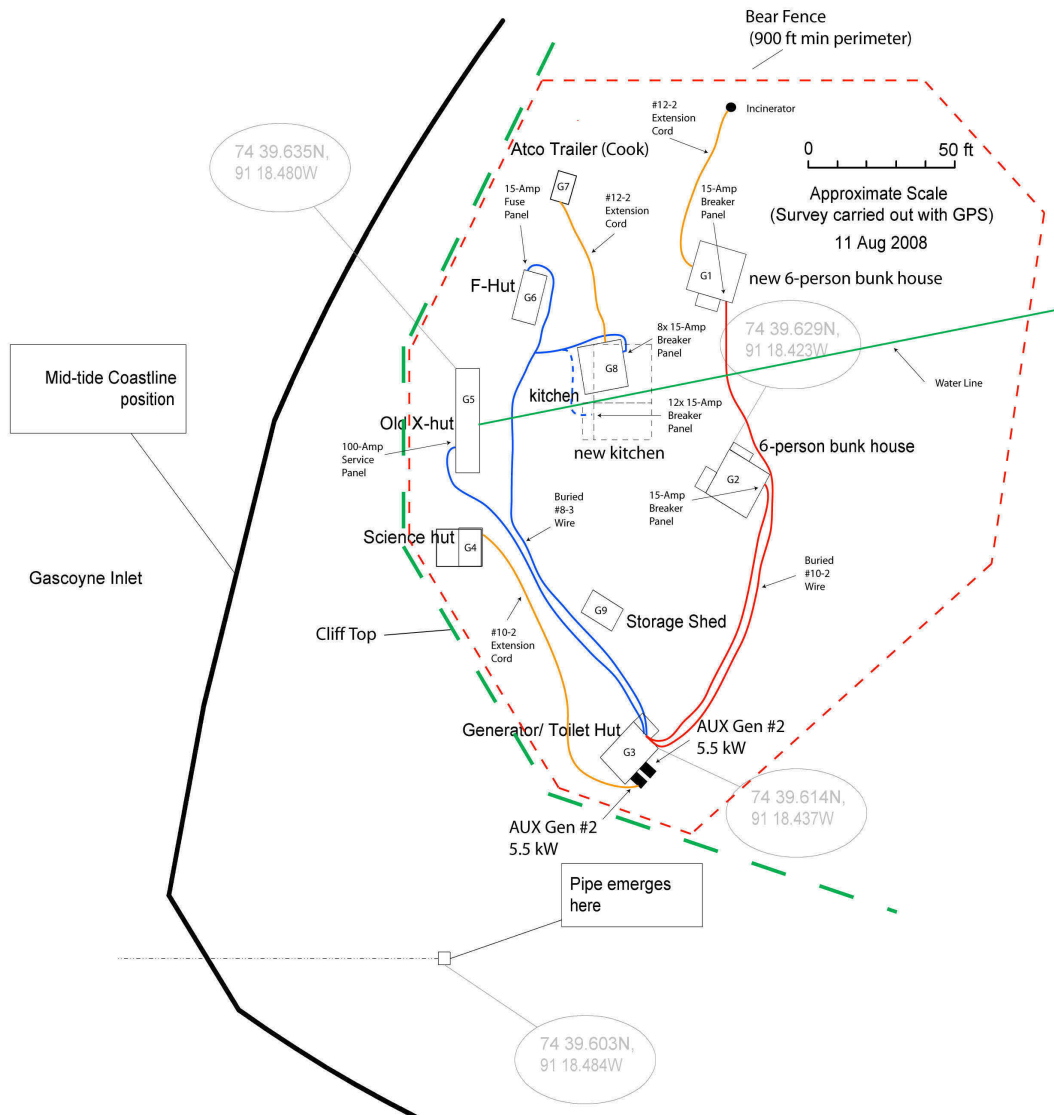 Bear Fence
(900 ft min perimeter)
Incinerator
#12-2
Extension
Cord
0
50 ft
Approximate Scale
(Survey carried out with GPS)
11 Aug 2008
74 39.635N,
91 18.480W
Atco Trailer (Cook)
15-Amp
Fuse
Panel
G7
#12-2
Extension
Cord
15-Amp
Breaker
Panel
G1
new 6-person bunk house
F-Hut
G6
8x 15-Amp
Breaker
Panel
74 39.629N,
91 18.423W
Mid-tide Coastline
position
G5
G8
kitchen
Water Line
Old X-hut
12x 15-Amp
Breaker
Panel
100-Amp
Service
Panel
new kitchen
6-person bunk house
G2
15-Amp
Breaker
Panel
Buried
#8-3
Wire
Science hut
G4
Buried
#10-2
Wire
Gascoyne Inlet
G9
Storage Shed
Cliff Top
#10-2
Extension
Cord
Generator/ Toilet Hut
G3
AUX Gen #2
5.5 kW
74 39.614N,
91 18.437W
AUX Gen #2
5.5 kW
Pipe emerges
here
74 39.603N,
91 18.484W